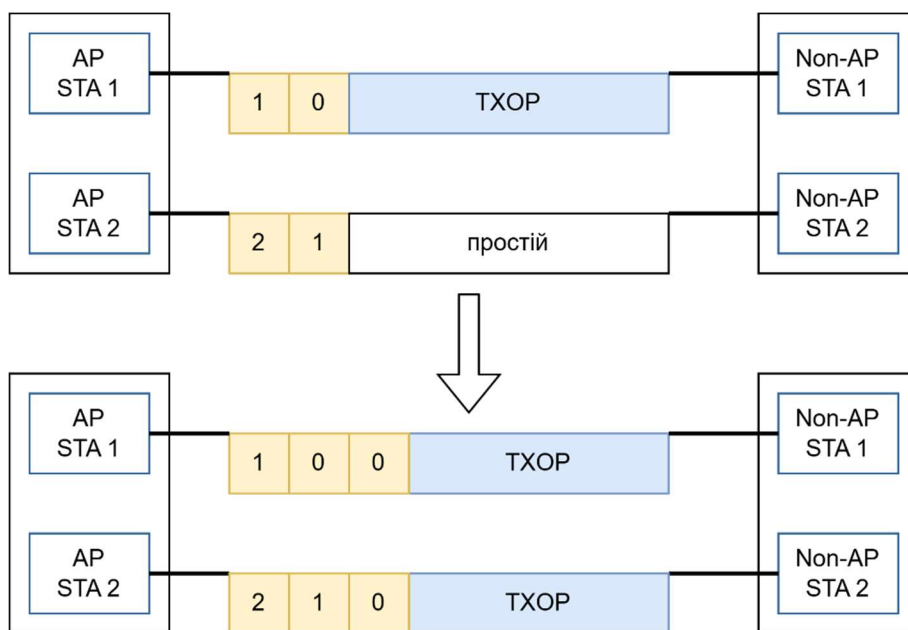 AP
STA 1
1 0 TXOP
Non-AP
STA 1
AP
STA 2
2 1 простій
Non-AP
STA 2
AP
STA 1
1 0 0 TXOP
Non-AP
STA 1
AP
STA 2
2 1 0 TXOP
Non-AP
STA 2